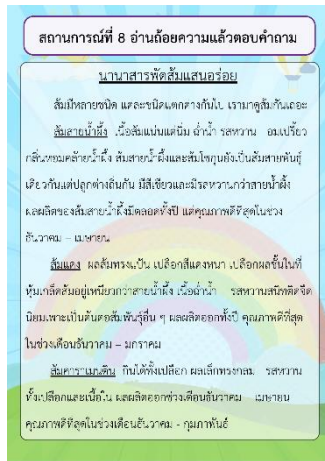 สถานการณ์ที่ 8 อ่านถ้อยความแล้วตอบคำถาม
นานาสารพัดส้มแสนอร่อย
ส้มมีหลายชนิด แต่ละชนิดแตกต่างกันไป เรามาดูส้มกันเถอะ
ส้มสายน้ำผึ้ง เนื้อส้มแน่นแต่นิ่ม ฉ่ำน้ำ รสหวาน อมเปรี้ยว
กลิ่นหอมคล้ายน้ำผึ้ง ส้มสายน้ำผึ้งและส้มโชกุนยังเป็นส้มสายพันธุ์
เดียวกันแต่ปลูกต่างถิ่นกัน มีสีเขียวและมีรสหวานกว่าสายน้ำผึ้ง
ผลผลิตของส้มสายน้ำผึ้งมีตลอดทั้งปี แต่คุณภาพดีที่สุดในช่วง
ธันวาคม – เมษายน
ส้มแดง ผลส้มทรงแป้น เปลือกสีแดงหนา เปลือกผลชั้นในที่
หุ้มเกล็ดส้มอยู่เหนียวกว่าสายน้ำผึ้ง เนื้อฉ่ำน้ำ รสหวานสนิทติดจืด
นิยมเพาะเป็นต้นตอส้มพันธุ์อื่น ๆ ผลผลิตออกทั้งปี คุณภาพดีที่สุด
ในช่วงเดือนธันวาคม – มกราคม
ส้มคาราเมนตีน กินได้ทั้งเปลือก ผลเล็กทรงกลม รสหวาน
ทั้งเปลือกและเนื้อใน ผลผลิตออกช่วงเดือนธันวาคม – เมษายน
คุณภาพดีที่สุดในช่วงเดือนธันวาคม - กุมภาพันธ์